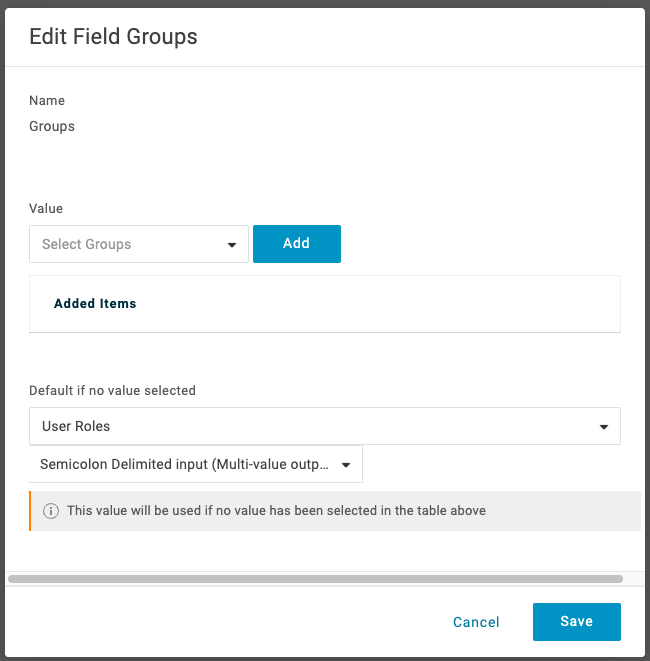 Edit Field Groups
Name
Groups
Value
Select Groups
Add
Added Items
Default if no value selected
User Roles
Semicolon Delimited input (Multi-value outp...
This value will be used if no value has been selected in the table above
Cancel
Save